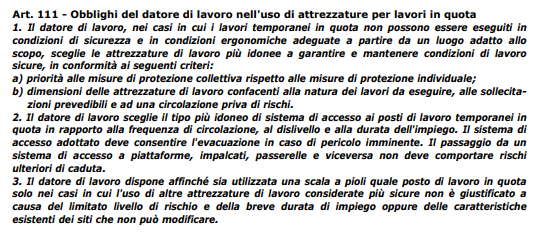 Art. 111 - Obblighi del datore di lavoro nell'uso di attrezzature per lavori in quota
1. Il datore di lavoro, nei casi in cui i lavori temporanei in quota non possono essere eseguiti in
condizioni di sicurezza e in condizioni ergonomiche adeguate a partire da un luogo adatto allo
scopo, sceglie le attrezzature di lavoro più idonee a garantire e mantenere condizioni di lavoro
sicure, in conformità ai seguenti criteri:
a) priorità alle misure di protezione collettiva rispetto alle misure di protezione individuale;
b) dimensioni delle attrezzature di lavoro confacenti alla natura dei lavori da eseguire, alle sollecita-
zioni prevedibili e ad una circolazione priva di rischi.
2. Il datore di lavoro sceglie il tipo più idoneo di sistema di accesso ai posti di lavoro temporanei in
quota in rapporto alla frequenza di circolazione, al dislivello e alla durata dell'impiego. Il sistema di
accesso adottato deve consentire l'evacuazione in caso di pericolo imminente. Il passaggio da un
sistema di accesso a piattaforme, impalcati, passerelle e viceversa non deve comportare rischi
ulteriori di caduta.
3. Il datore di lavoro dispone affinché sia utilizzata una scala a pioli quale posto di lavoro in quota
solo nei casi in cui l'uso di altre attrezzature di lavoro considerate più sicure non è giustificato a
causa del limitato livello di rischio e della breve durata di impiego oppure delle caratteristiche
esistenti dei siti che non può modificare.